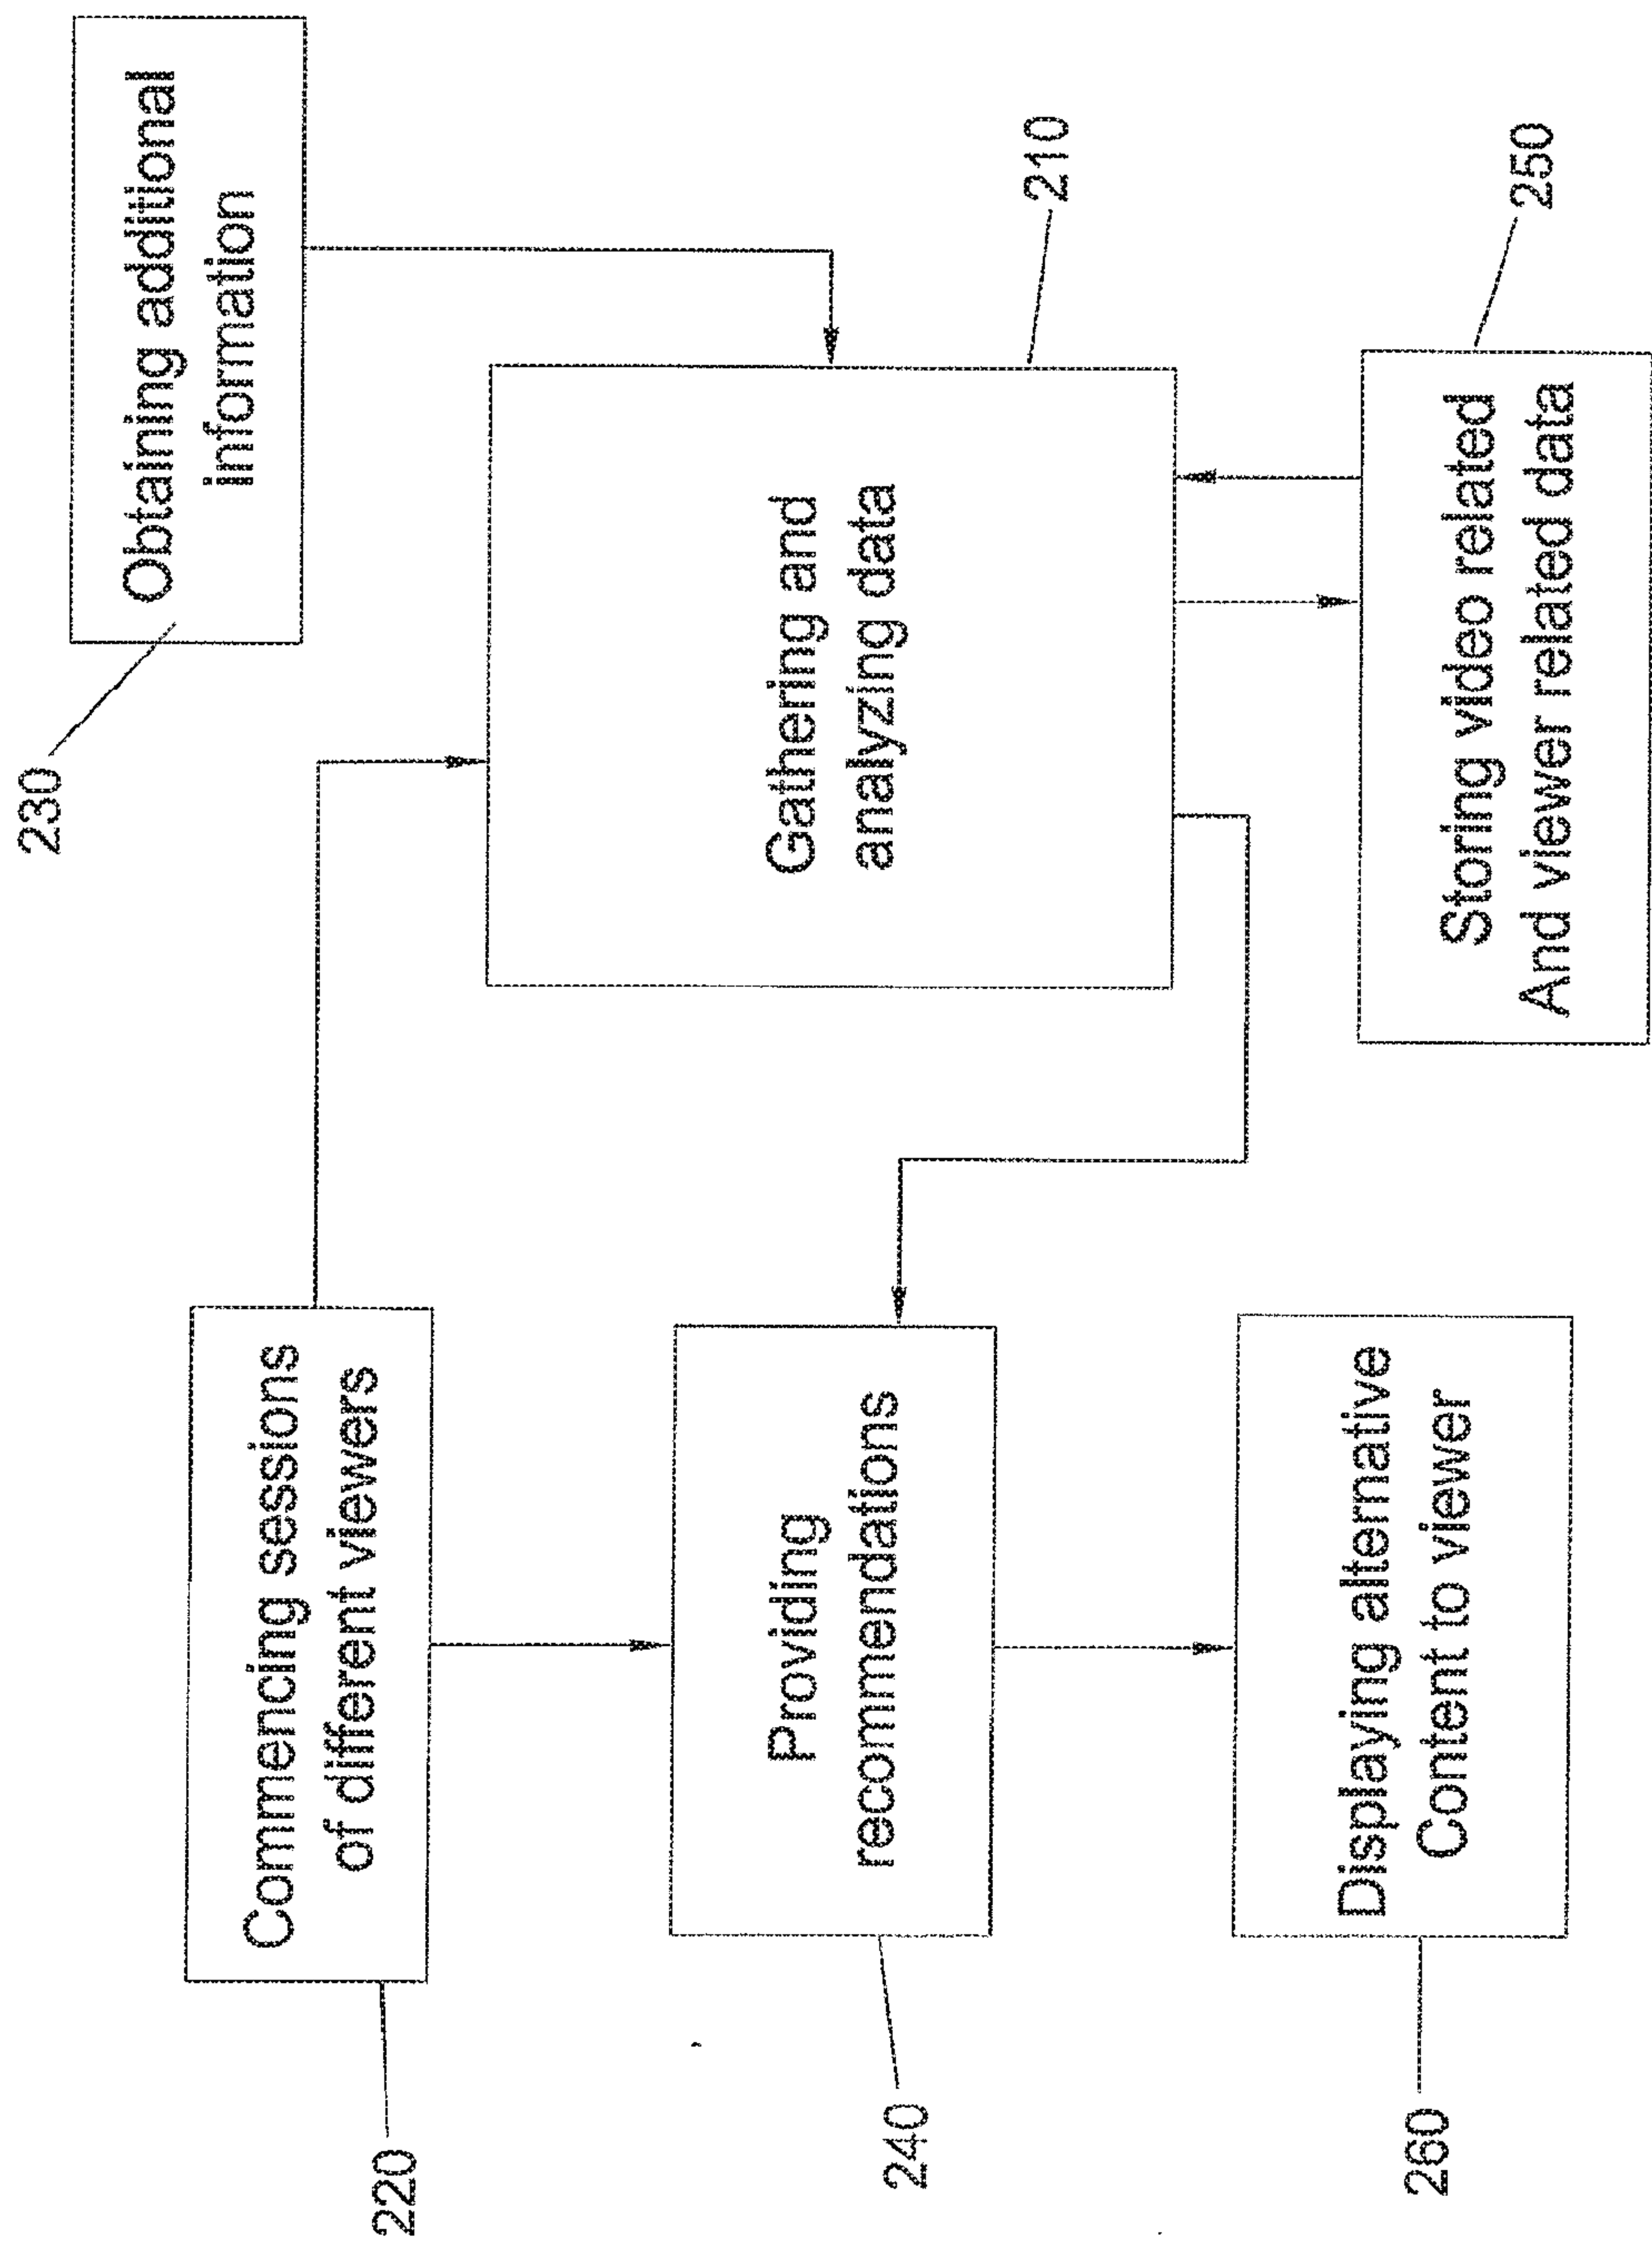 230
Obtaining additional
information
220
Commencing sessions
of different viewers
Gathering and
analyzing data
210
240
Providing
recommendations
260
Displaying alternative
Content to viewer
Storing video related
And viewer related data
250